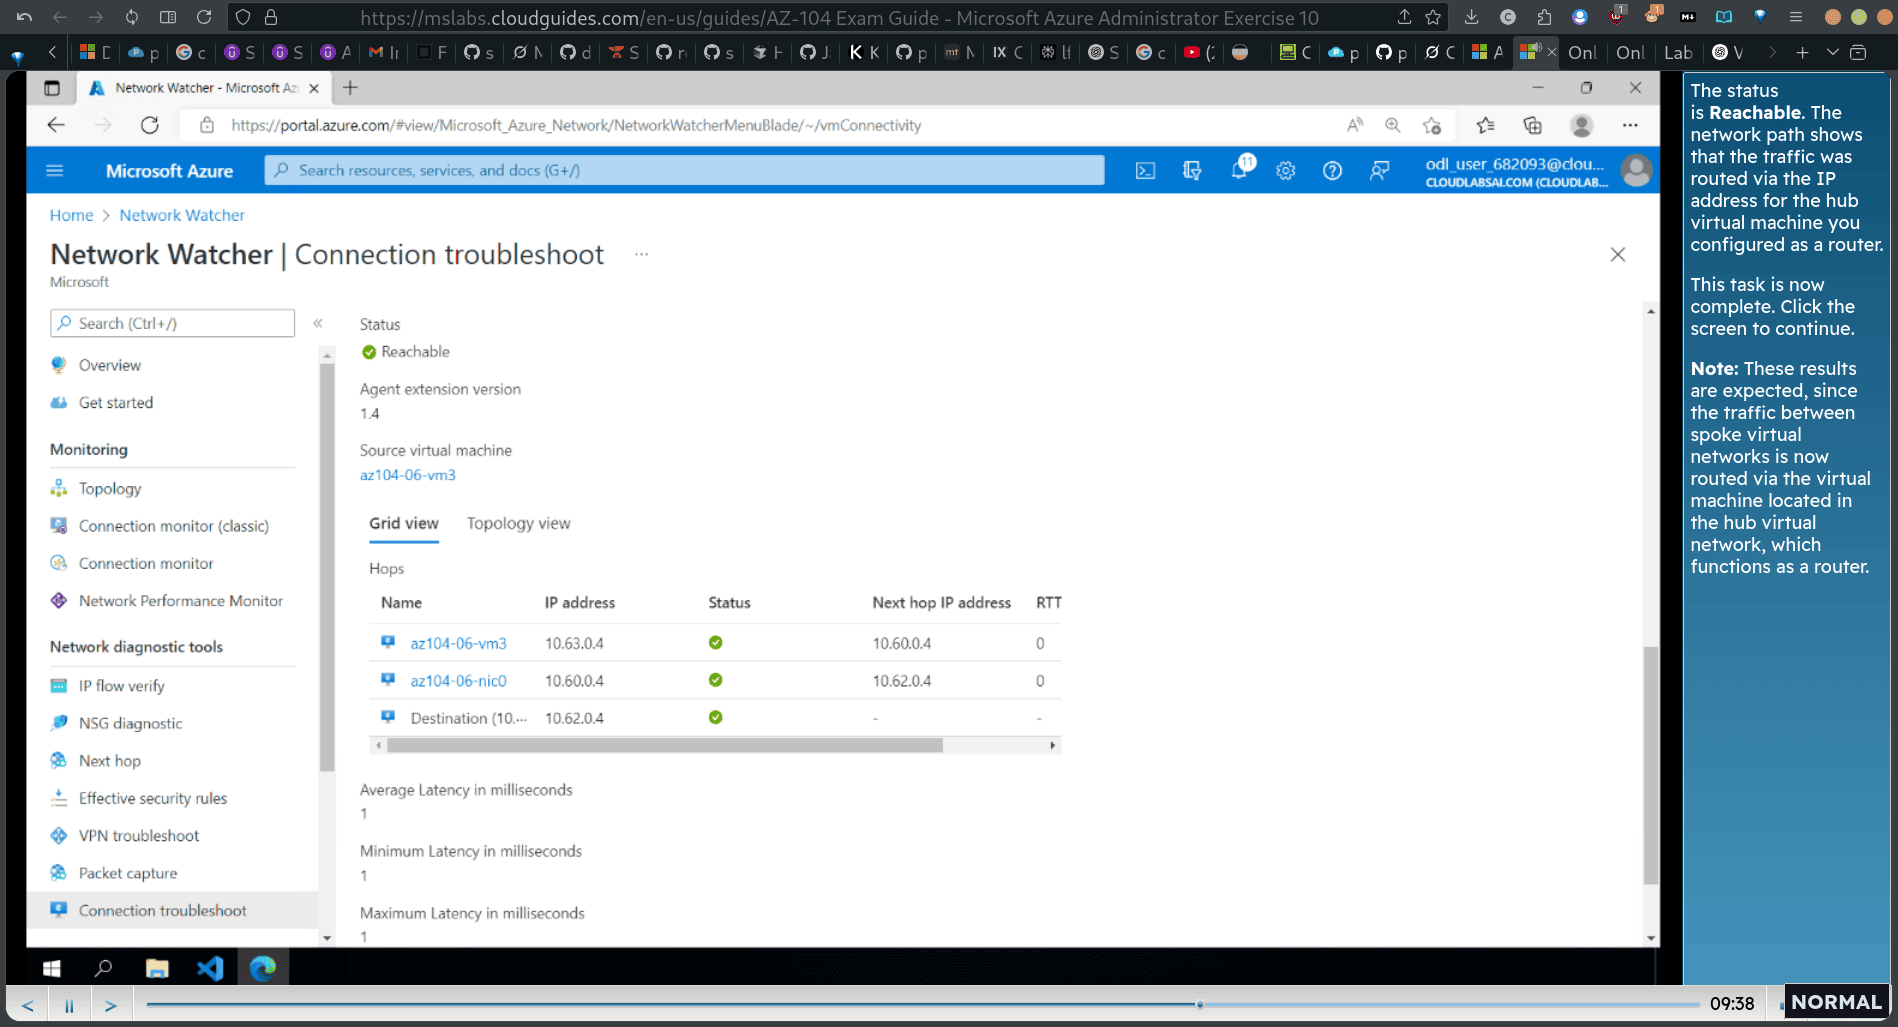 https://mslabs.cloudguides.com/en-us/guides/AZ-104 Exam Guide - Microsoft Azure Administrator Exercise 10
Onl
Onl
Lab
Network Watcher - Microsoft Az
https://portal.azure.com/#view/Microsoft_Azure_Network/NetworkWatcherMenuBlade/~/vmConnectivity
Microsoft Azure
Search resources, services, and docs (G+/)
11
odl_user_682093@clou...
CLOUDLABSAI.COM (CLOUDLAB...
Home > Network Watcher
Network Watcher | Connection troubleshoot ...
Microsoft
Search (Ctrl+/)
«
Overview
Get started
Monitoring
Topology
Connection monitor (classic)
Connection monitor
Network Performance Monitor
Network diagnostic tools
IP flow verify
NSG diagnostic
Next hop
Effective security rules
VPN troubleshoot
Packet capture
Connection troubleshoot
Status
Reachable
Agent extension version
1.4
Source virtual machine
az104-06-vm3
Grid view Topology view
Hops
Name IP address Status Next hop IP address RTT
az104-06-vm3 10.63.0.4 10.60.0.4 0
az104-06-nic0 10.60.0.4 10.62.0.4 0
Destination (10.... 10.62.0.4 - -
Average Latency in milliseconds
1
Minimum Latency in milliseconds
1
Maximum Latency in milliseconds
1
The status
is Reachable. The
network path shows
that the traffic was
routed via the IP
address for the hub
virtual machine you
configured as a router.
This task is now
complete. Click the
screen to continue.
Note: These results
are expected, since
the traffic between
spoke virtual
networks is now
routed via the virtual
machine located in
the hub virtual
network, which
functions as a router.
09:38
NORMAL